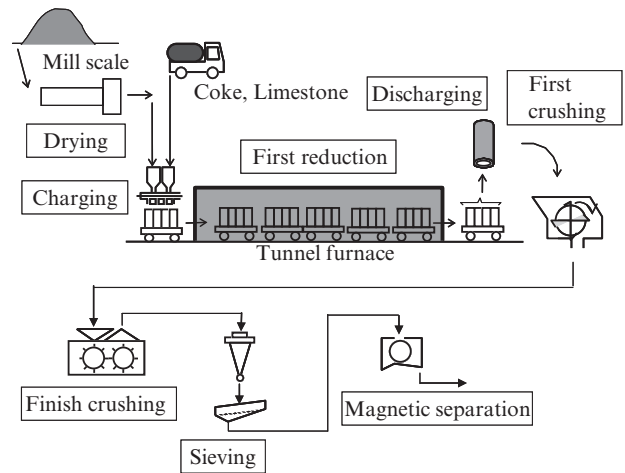 Mill scale
Coke, Limestone
Drying
Discharging
First
crushing
Charging
First reduction
Tunnel furnace
Finish crushing
Sieving
Magnetic separation